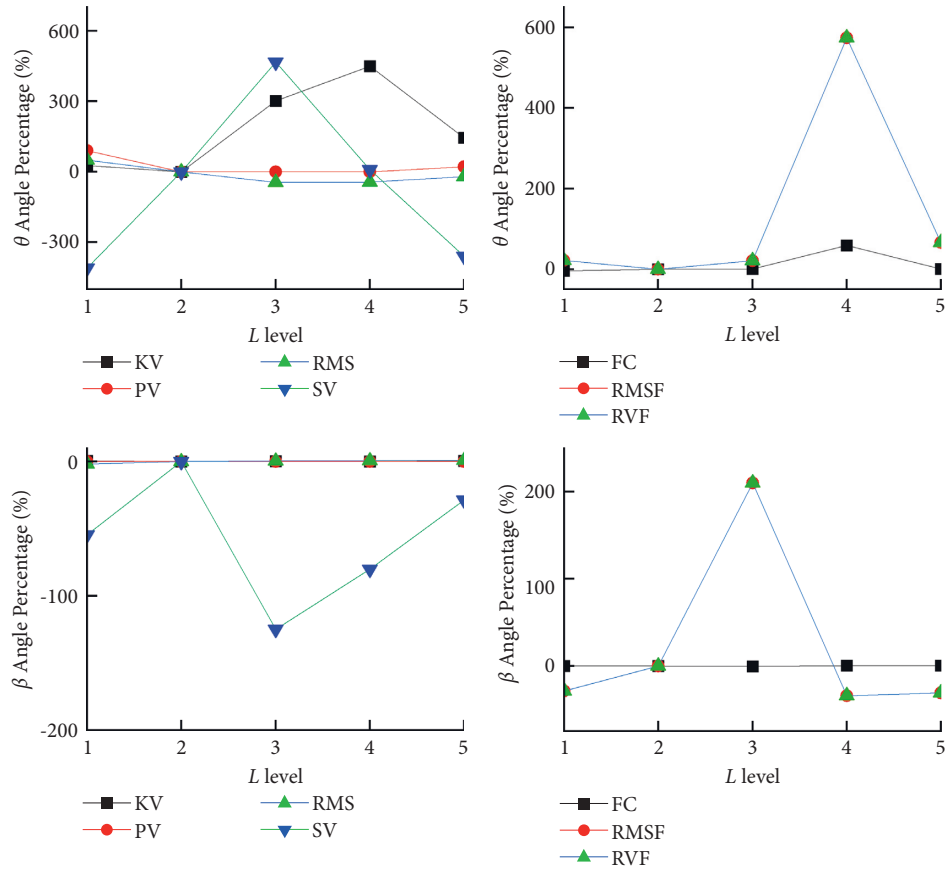 θ Angle Percentage (%)
600
300
0
-300
1 2 3 4 5
L level
KV
PV
RMS
SV
θ Angle Percentage (%)
600
400
200
0
1 2 3 4 5
L level
FC
RMSF
RVF
β Angle Percentage (%)
0
-100
-200
1 2 3 4 5
L level
KV
PV
RMS
SV
β Angle Percentage (%)
200
100
0
1 2 3 4 5
L level
FC
RMSF
RVF